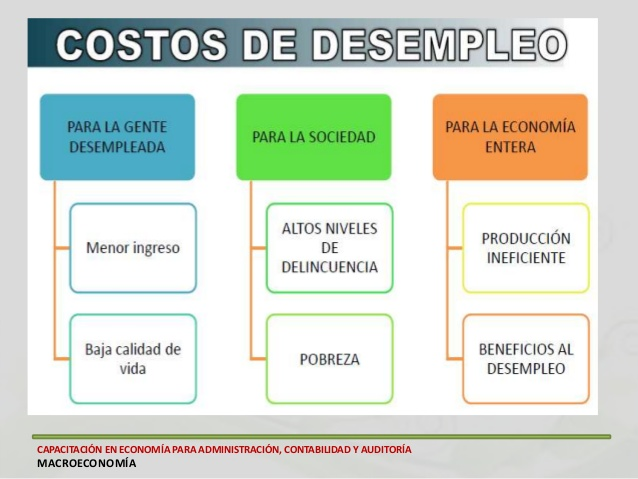 COSTOS DE DESEMPLEO
PARA LA GENTE
DESEMPLEADA
Menor ingreso
Baja calidad de
vida
PARA LA SOCIEDAD
ALTOS NIVELES
DE
DELINCUENCIA
POBREZA
PARA LA ECONOMÍA
ENTERA
PRODUCCIÓN
INEFICIENTE
BENEFICIOS AL
DESEMPLEO
CAPACITACIÓN EN ECONOMÍA PARA ADMINISTRACIÓN, CONTABILIDAD Y AUDITORÍA
MACROECONOMÍA